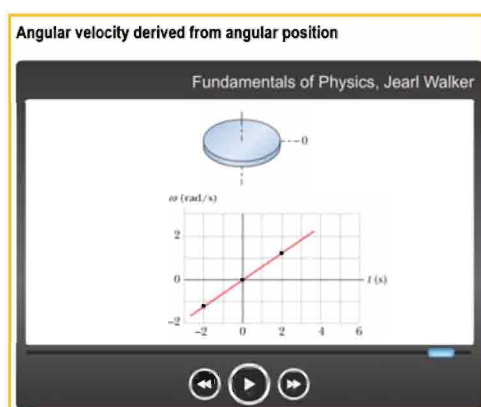 Angular velocity derived from angular position
Fundamentals of Physics, Jearl Walker
0
ω (rad/s)
2
0
t (s)
−2
−2 0 2 4 6